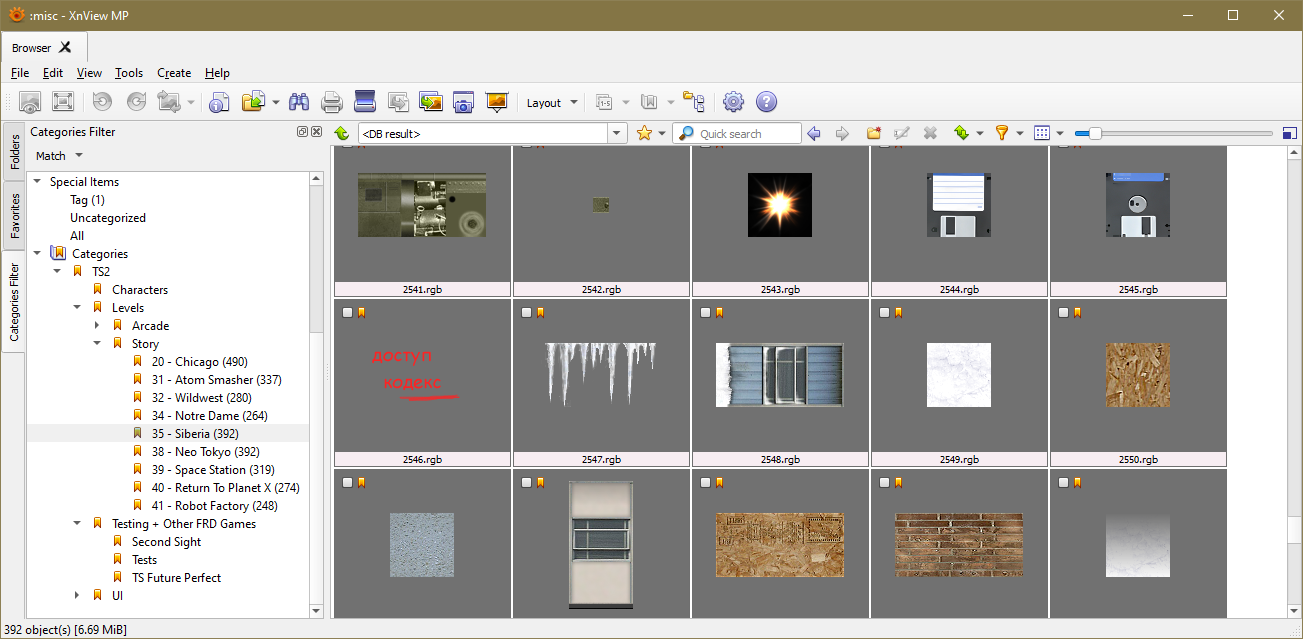 :misc - XnView MP
Browser
File Edit View Tools Create Help
Layout
Folders
Favorites
Categories Filter
Categories Filter
Match
<DB result>
Quick search
Special Items
Tag (1)
Uncategorized
All
Categories
TS2
Characters
Levels
Arcade
Story
20 - Chicago (490)
31 - Atom Smasher (337)
32 - Wildwest (280)
34 - Notre Dame (264)
35 - Siberia (392)
38 - Neo Tokyo (392)
39 - Space Station (319)
40 - Return To Planet X (274)
41 - Robot Factory (248)
Testing + Other FRD Games
Second Sight
Tests
TS Future Perfect
UI
2541.rgb 2542.rgb 2543.rgb 2544.rgb 2545.rgb
доступ
кодекс
2546.rgb 2547.rgb 2548.rgb 2549.rgb 2550.rgb
392 object(s) [6.69 MiB]